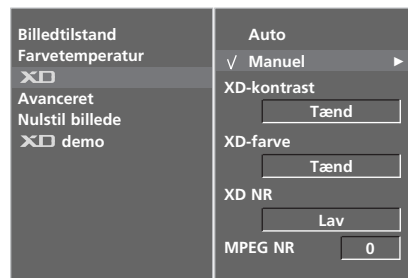 Billedtilstand
Farvetemperatur
XD
Avanceret
Nulstil billede
XD demo
Auto
√ Manuel ►
XD-kontrast
Tænd
XD-farve
Tænd
XD NR
Lav
MPEG NR 0